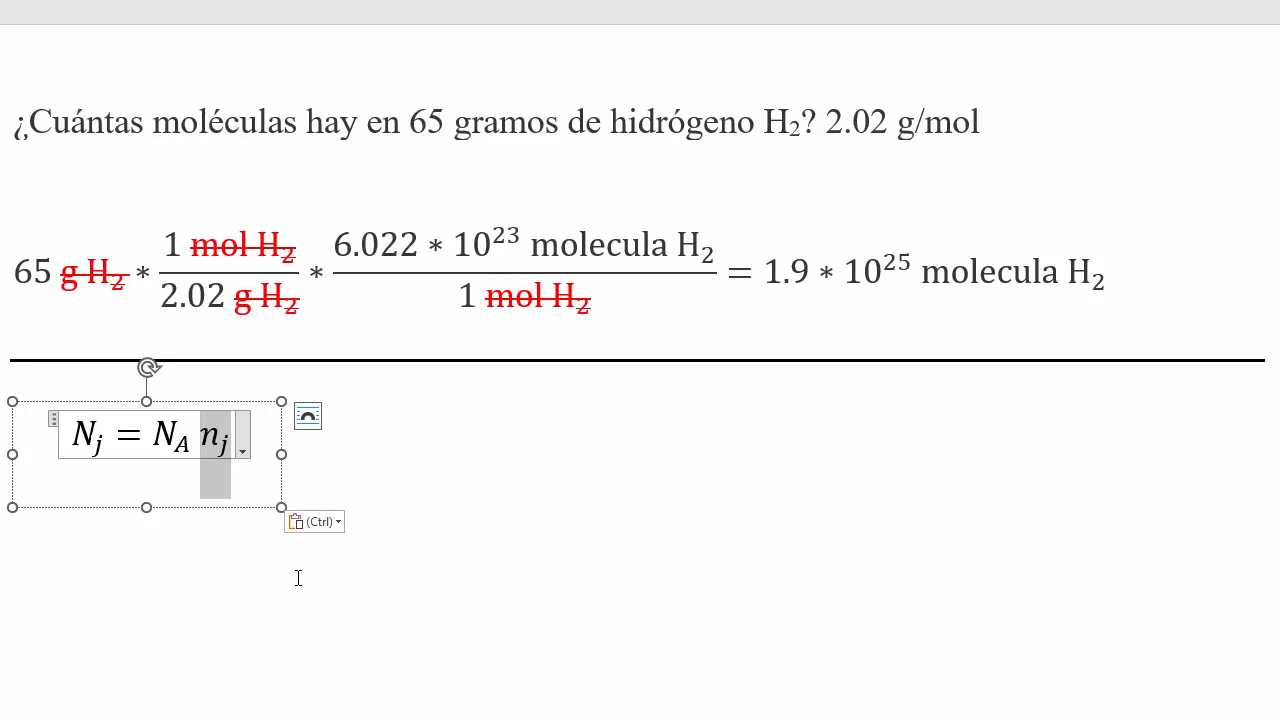 ¿Cuántas moléculas hay en 65 gramos de hidrógeno H₂? 2.02 g/mol
65 g H₂ * (1 mol H₂)/(2.02 g H₂) * (6.022 * 10²³ molecula H₂)/(1 mol H₂) = 1.9 * 10²⁵ molecula H₂
Nⱼ = N_A nⱼ
(Ctrl)